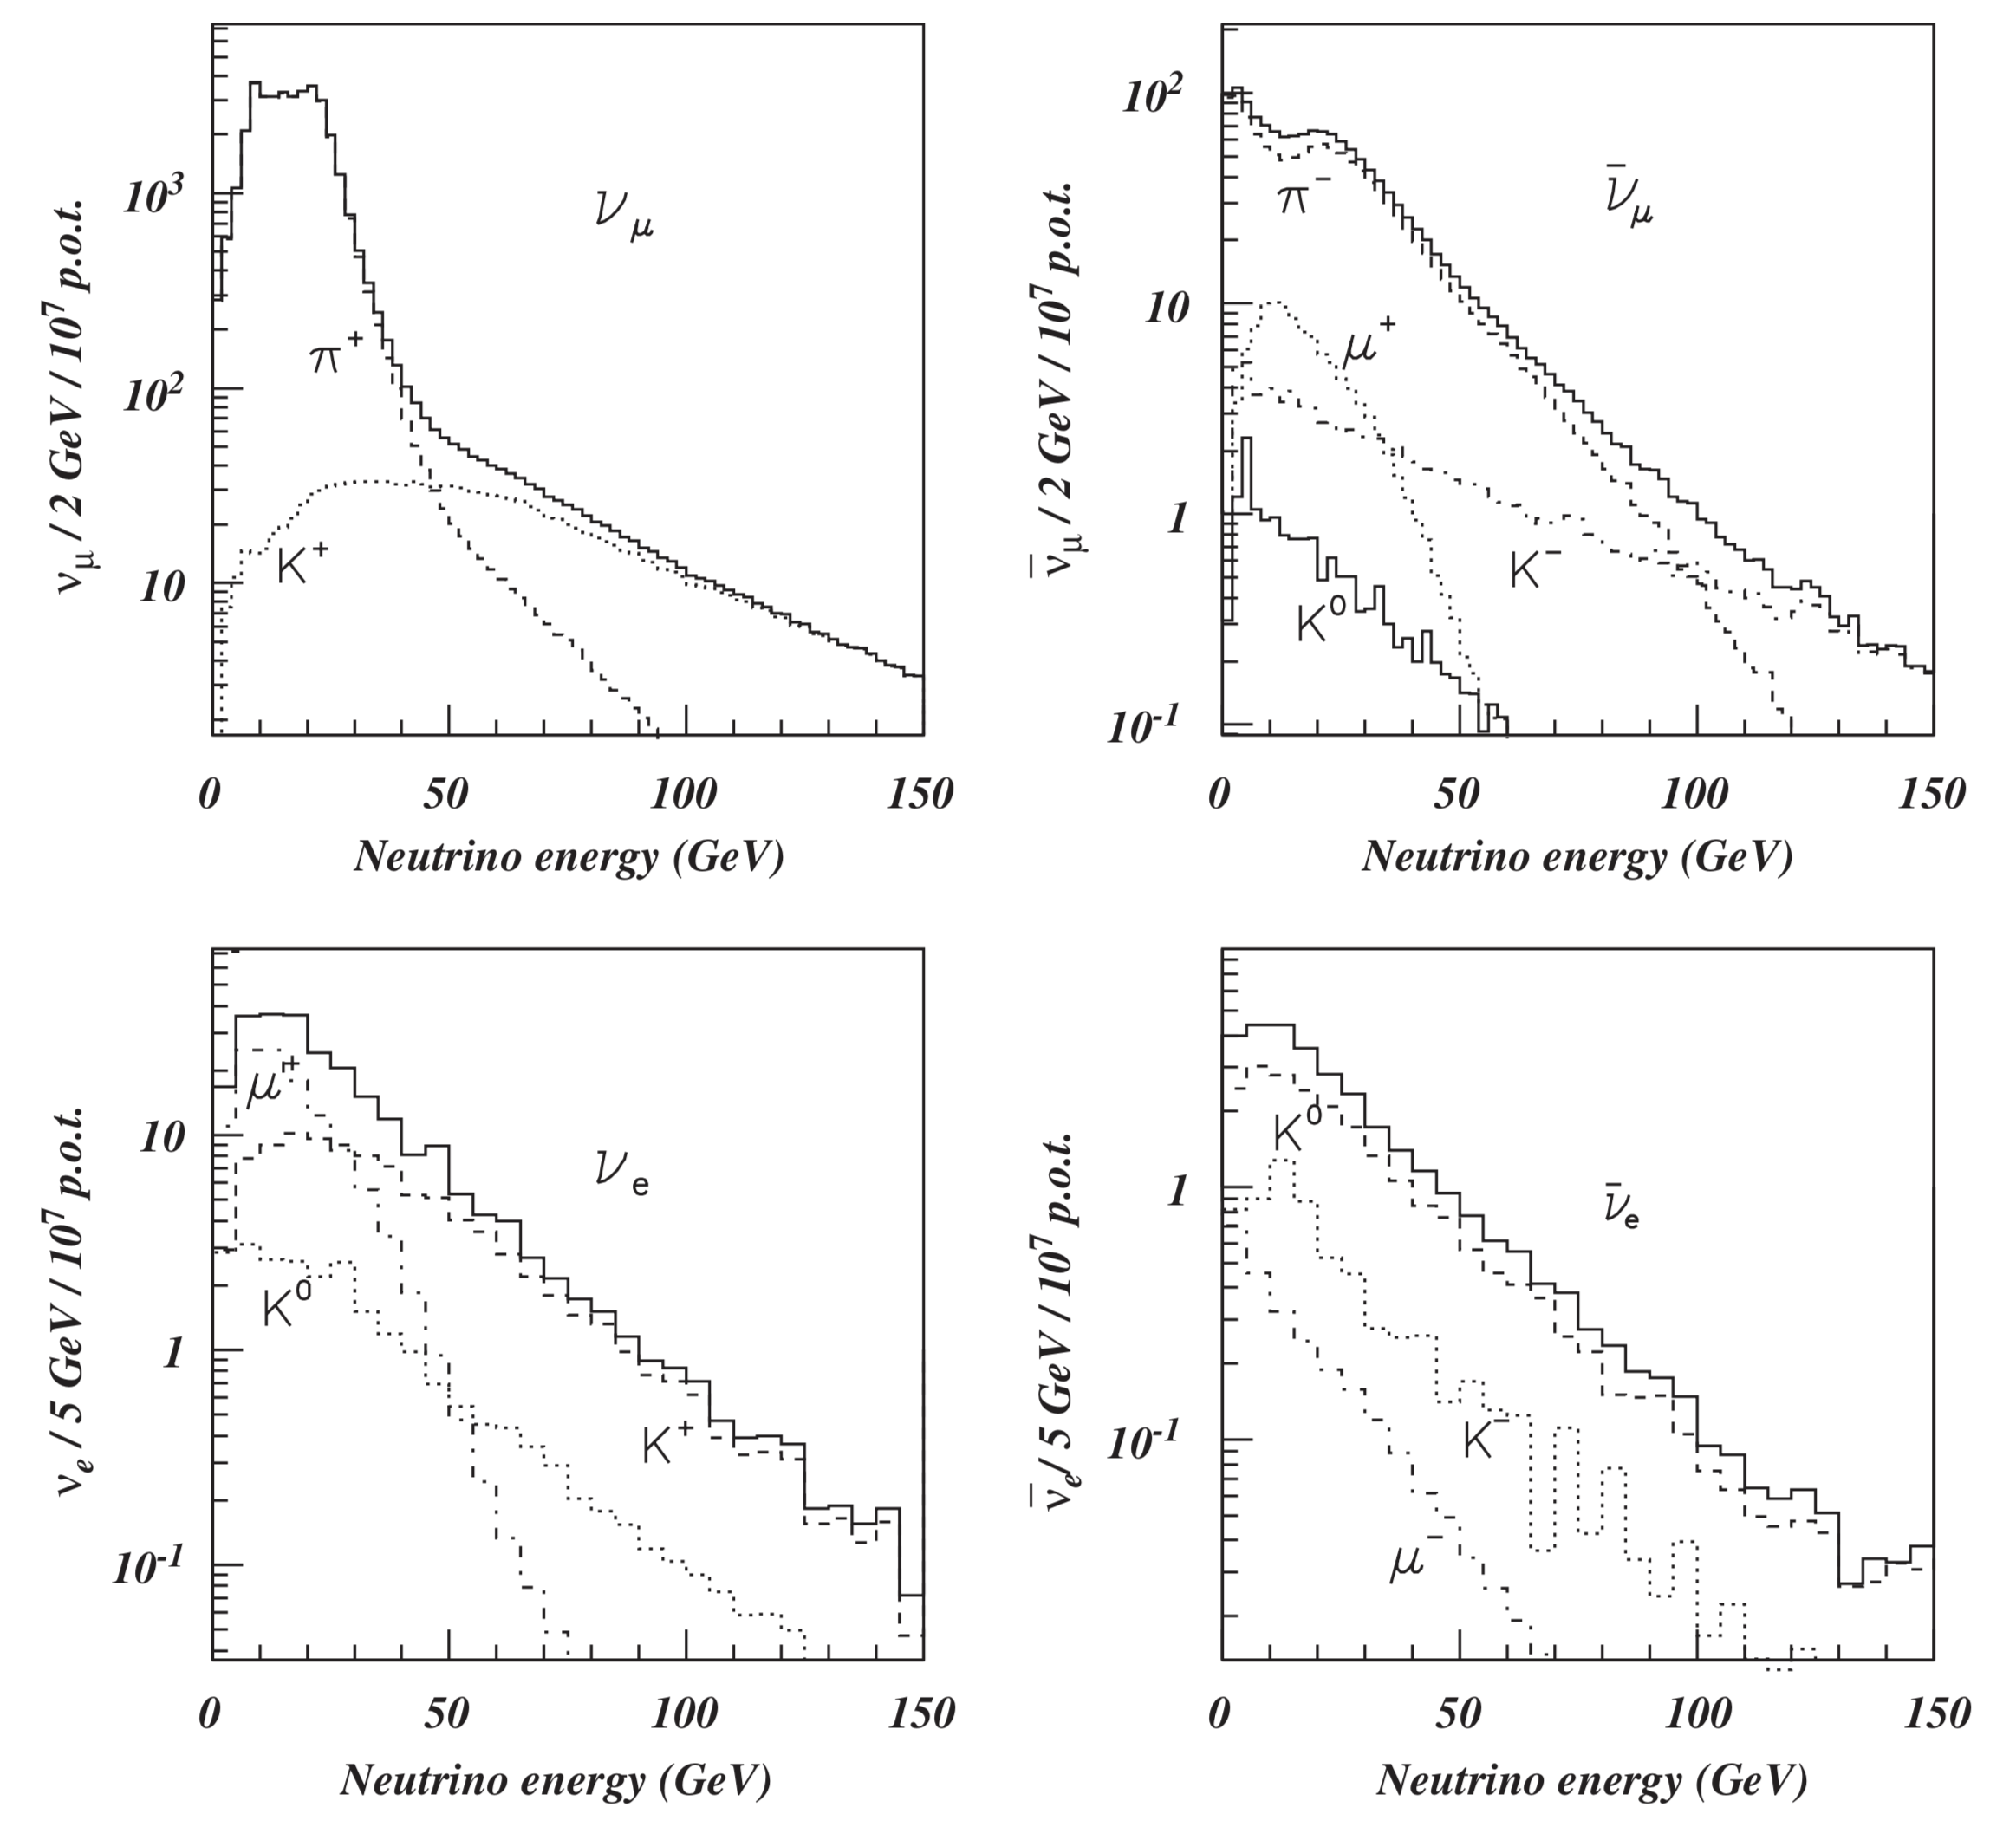 ν_μ / 2 GeV / 10^7 p.o.t.
10^3
10^2
10
ν_μ
π^+
K^+
0 50 100 150
Neutrino energy (GeV)
ν̄_μ / 2 GeV / 10^7 p.o.t.
10^2
10
1
10^-1
π^-
ν̄_μ
μ^+
K^-
K^0
0 50 100 150
Neutrino energy (GeV)
ν_e / 5 GeV / 10^7 p.o.t.
10
1
10^-1
μ^+
ν_e
K^0
K^+
0 50 100 150
Neutrino energy (GeV)
ν̄_e / 5 GeV / 10^7 p.o.t.
1
10^-1
K^0
ν̄_e
K^-
μ^-
0 50 100 150
Neutrino energy (GeV)